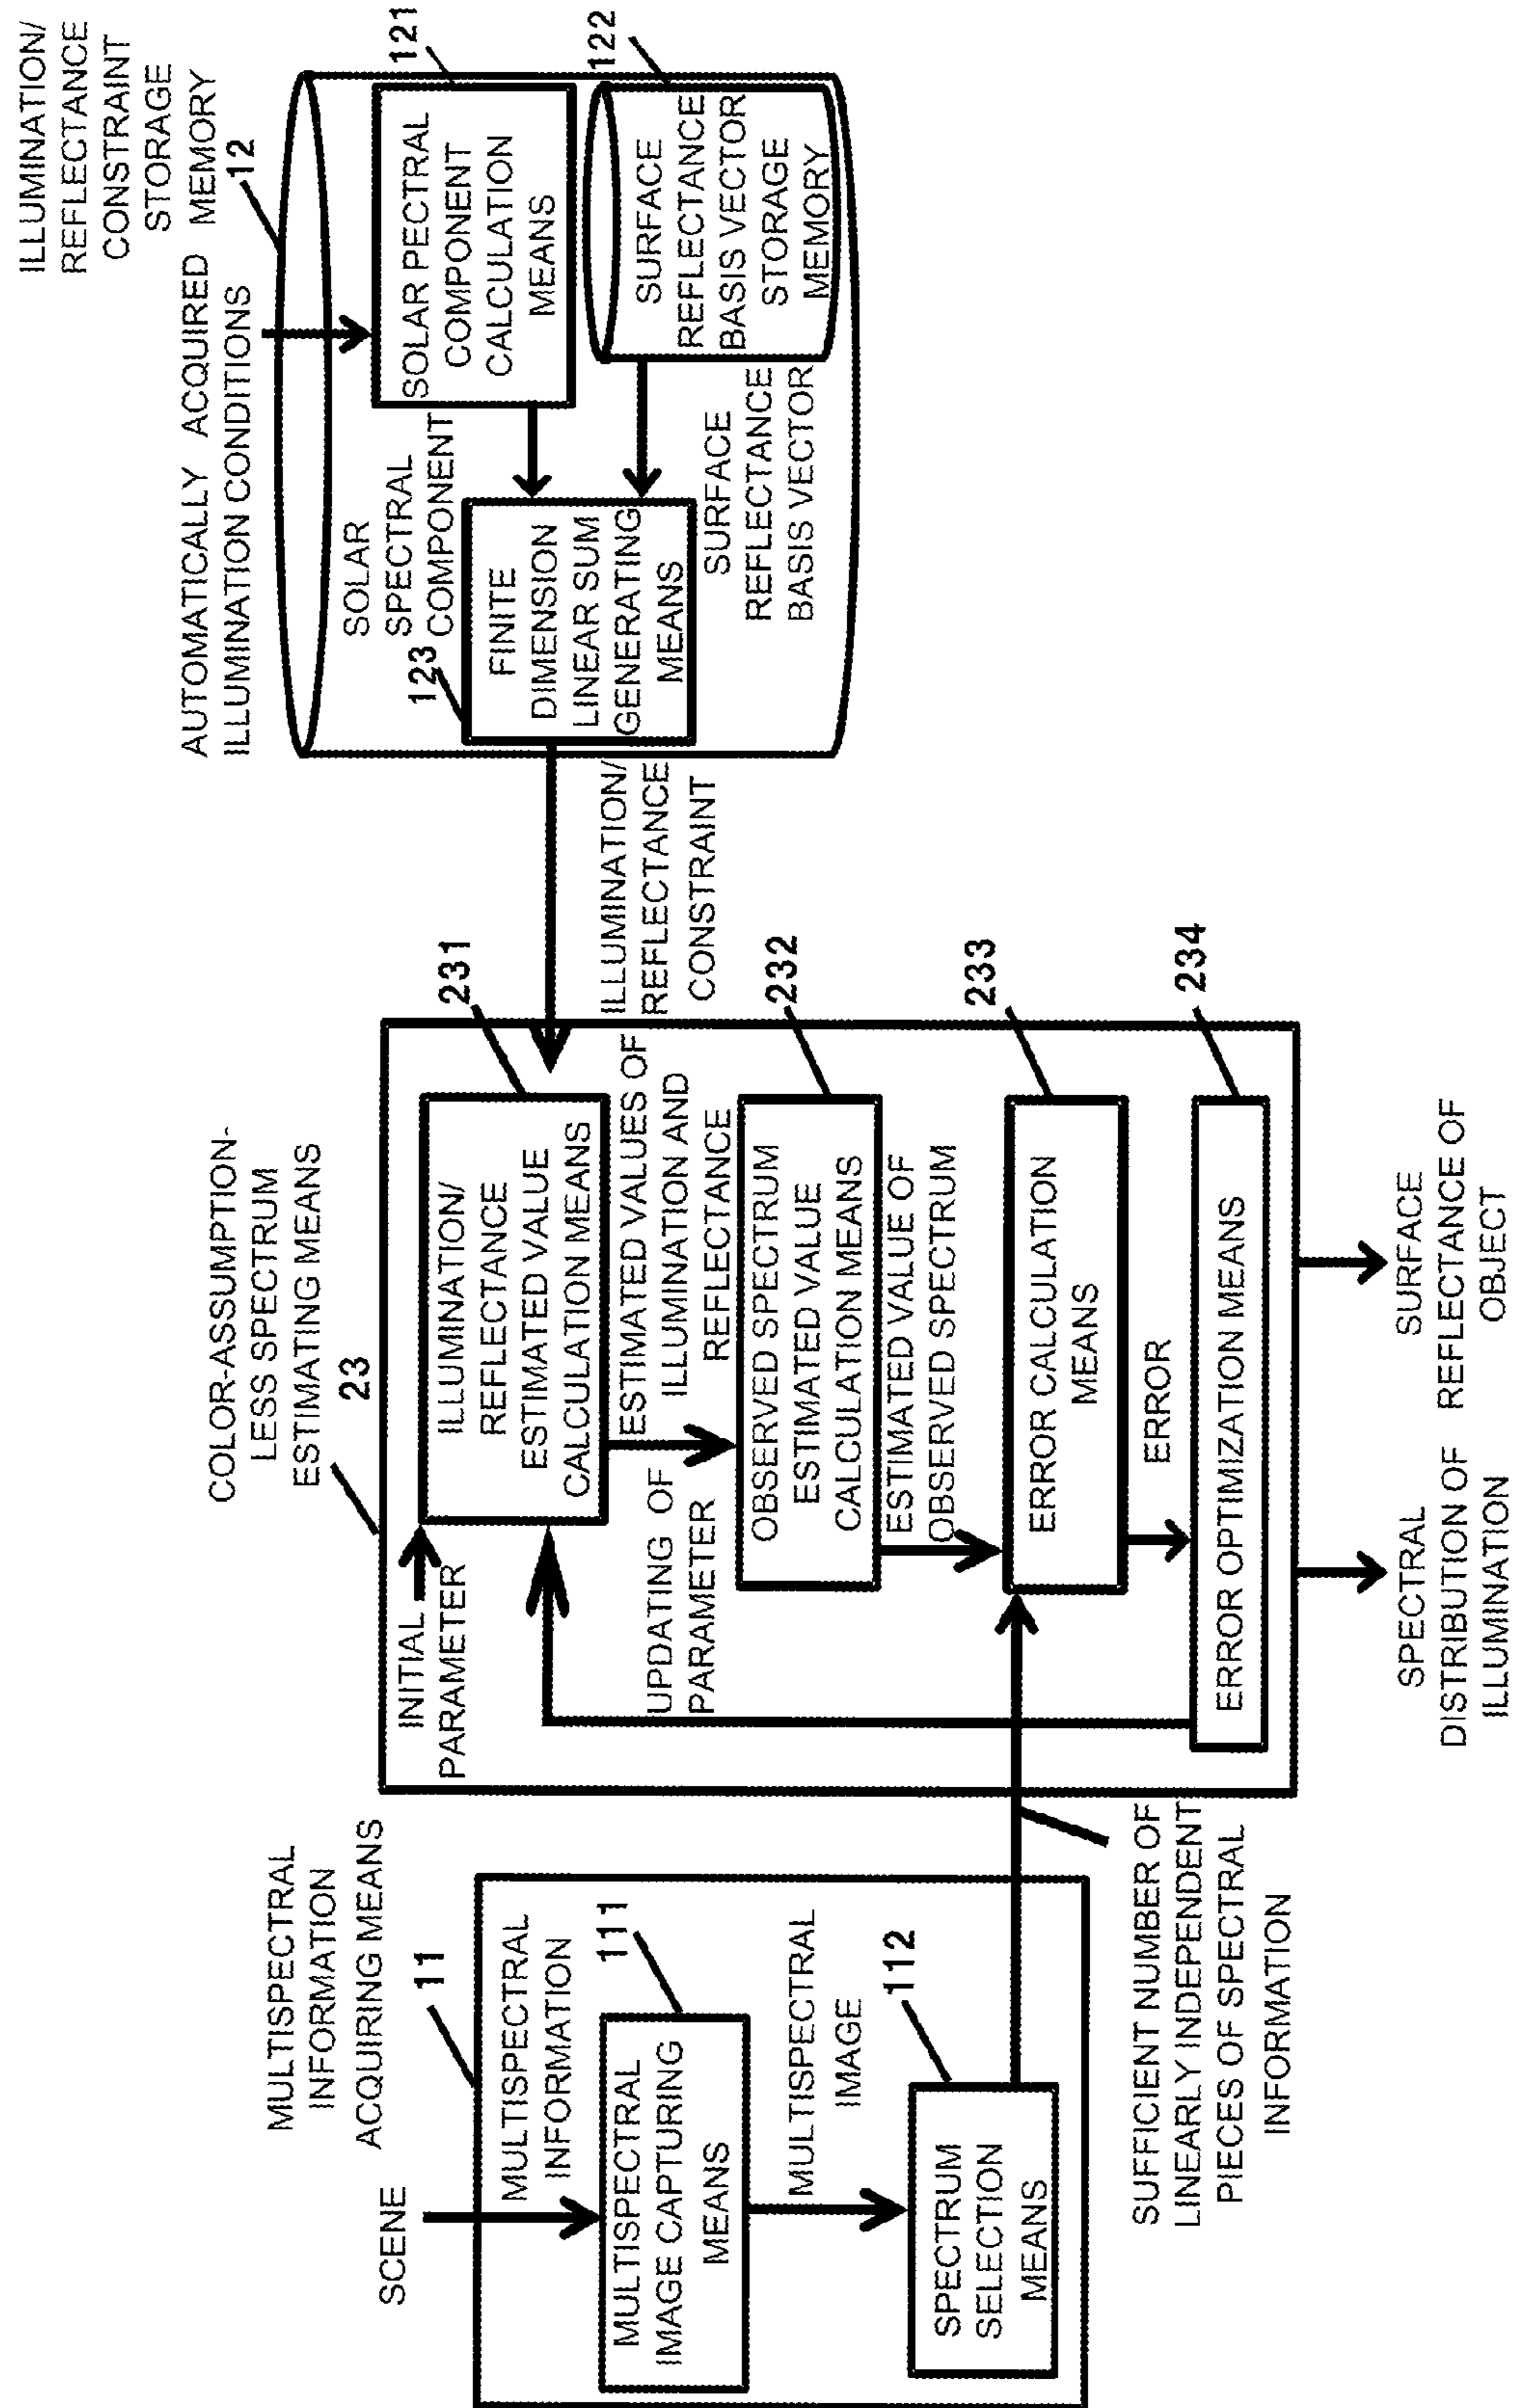 MULTISPECTRAL
INFORMATION
ACQUIRING MEANS
11
SCENE
MULTISPECTRAL
INFORMATION
111
MULTISPECTRAL
IMAGE CAPTURING
MEANS
MULTISPECTRAL
IMAGE
112
SPECTRUM
SELECTION
MEANS
SUFFICIENT NUMBER OF
LINEARLY INDEPENDENT
PIECES OF SPECTRAL
INFORMATION
COLOR-ASSUMPTION-
LESS SPECTRUM
ESTIMATING MEANS
23
INITIAL
PARAMETER
231
ILLUMINATION/
REFLECTANCE
ESTIMATED VALUE
CALCULATION MEANS
UPDATING OF
PARAMETER
ESTIMATED VALUES OF
ILLUMINATION AND
REFLECTANCE
232
OBSERVED SPECTRUM
ESTIMATED VALUE
CALCULATION MEANS
ESTIMATED VALUE OF
OBSERVED SPECTRUM
233
ERROR CALCULATION
MEANS
ERROR
234
ERROR OPTIMIZATION MEANS
SPECTRAL
DISTRIBUTION OF
ILLUMINATION
SURFACE
REFLECTANCE OF
OBJECT
ILLUMINATION/
REFLECTANCE
CONSTRAINT
STORAGE
MEMORY
12
AUTOMATICALLY ACQUIRED
ILLUMINATION CONDITIONS
121
SOLAR PECTRAL
COMPONENT
CALCULATION
MEANS
SOLAR
SPECTRAL
COMPONENT
122
SURFACE
REFLECTANCE
BASIS VECTOR
STORAGE
MEMORY
123
FINITE
DIMENSION
LINEAR SUM
GENERATING
MEANS
SURFACE
REFLECTANCE
BASIS VECTOR
ILLUMINATION/
REFLECTANCE
CONSTRAINT